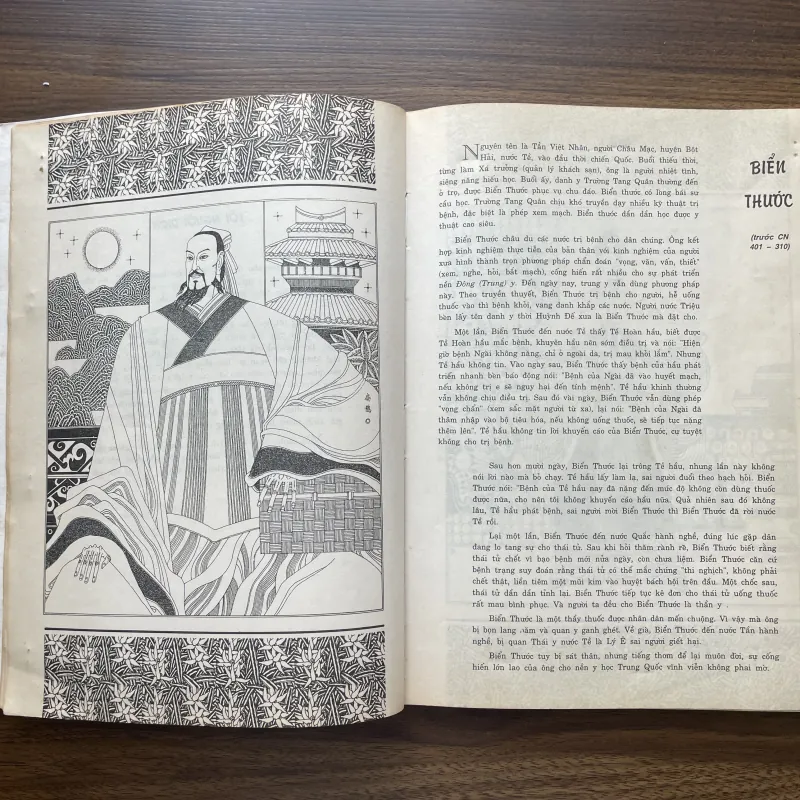 BIỂN
THƯỚC
(trước CN
401 – 310)
Nguyên tên là Tần Việt Nhân, người Châu Mạc, huyện Bột
Hải, nước Tề, vào đầu thời chiến Quốc. Buổi thiếu thời,
từng làm Xá trưởng (quản lý khách sạn), ông là người nhiệt tình,
siêng năng hiếu học. Buổi ấy, danh y Trường Tang Quân thường đến
ở trọ, được Biển Thước phục vụ chu đáo. Biển thước có lòng hái sư
cầu học. Trường Tang Quân chịu khó truyền dạy nhiều kỹ thuật trị
bệnh, đặc biệt là phép xem mạch. Biển thước dần dần học được y
thuật cao siêu.
Biển Thước châu du các nước trị bệnh cho dân chúng. Ông kết
hợp kinh nghiệm thực tiễn của bản thân với kinh nghiệm của người
xưa hình thành trọn phương pháp chẩn đoán "vọng, văn, vấn, thiết"
(xem, nghe, hỏi, bắt mạch), cống hiến rất nhiều cho sự phát triển
nền Đông (Trung) y. Đến ngày nay, trung y vẫn dùng phương pháp
này. Theo truyền thuyết, Biển Thước trị bệnh cho người, hễ uống
thuốc vào thì bệnh khỏi, vang danh khắp các nước. Người nước Triệu
bèn lấy tên danh y thời Huỳnh Đế xưa là Biển Thước mà đặt cho.
Một lần, Biển Thước đến nước Tề thấy Tề Hoàn hầu, biết được
Tề Hoàn hầu mắc bệnh, khuyên hầu nên sớm điều trị và nói: "Hiện
giờ bệnh Ngài không nặng, chỉ ở ngoài da, trị mau khỏi lắm". Nhưng
Tề hầu không tin. Vào ngày sau, Biển Thước thấy bệnh của hầu phát
triển nhanh bèn báo động nói: "Bệnh của Ngài đã vào huyết mạch,
nếu không trị e sẽ nguy hại đến tính mệnh". Tề hầu khinh thường
vẫn không chịu điều trị. Sau đó vài ngày, Biển Thước vẫn dùng phép
"vọng chẩn" (xem sắc mặt người từ xa), lại nói: "Bệnh của Ngài đã
thâm nhập vào bộ tiêu hóa, nếu không uống thuốc, sẽ tiếp tục nặng
thêm lên". Tề hầu không tin lời khuyến cáo của Biển Thước, cự tuyệt
không cho trị bệnh.
Sau hơn mười ngày, Biển Thước lại trông Tề hầu, nhưng lần này không
nói lời nào mà bỏ chạy. Tề hầu lấy làm lạ, sai người đuổi theo hạch hỏi. Biển
Thước nói: "Bệnh của Tề hầu nay đã nặng đến mức độ không còn dùng thuốc
được nữa, cho nên tôi không khuyến cáo hầu nữa. Quả nhiên sau đó không
lâu, Tề hầu phát bệnh, sai người mời Biển Thước thì Biển Thước đã rời nước
Tề rồi.
Lại một lần, Biển Thước đến nước Quắc hành nghề, đúng lúc gặp dân
đang lo tang sự cho thái tử. Sau khi hỏi thăm rành rẽ, Biển Thước biết rằng
thái tử chết vì bạo bệnh mới nửa ngày, còn chưa liệm. Biển Thước căn cứ
bệnh trạng suy đoán rằng thái tử có thể mắc chứng "thi nghịch", không phải
chết thật, liền tiêm một mũi kim vào huyệt bách hội trên đầu. Một chốc sau,
thái tử dần dần tỉnh lại. Biển Thước tiếp tục kê đơn cho thái tử uống thuốc
rất mau bình phục. Và người ta đều cho Biển Thước là thần y .
Biển Thước là một thầy thuốc được nhân dân mến chuộng. Vì vậy mà ông
bị bọn lang băm và quan y ganh ghét. Về già, Biển Thước đến nước Tần hành
nghề, bị quan Thái y nước Tề là Lý Ê sai người giết hại.
Biển Thước tuy bị sát thân, nhưng tiếng thơm để lại muôn đời, sự cống
hiến lớn lao của ông cho nên y học Trung Quốc vĩnh viễn không phai mờ.